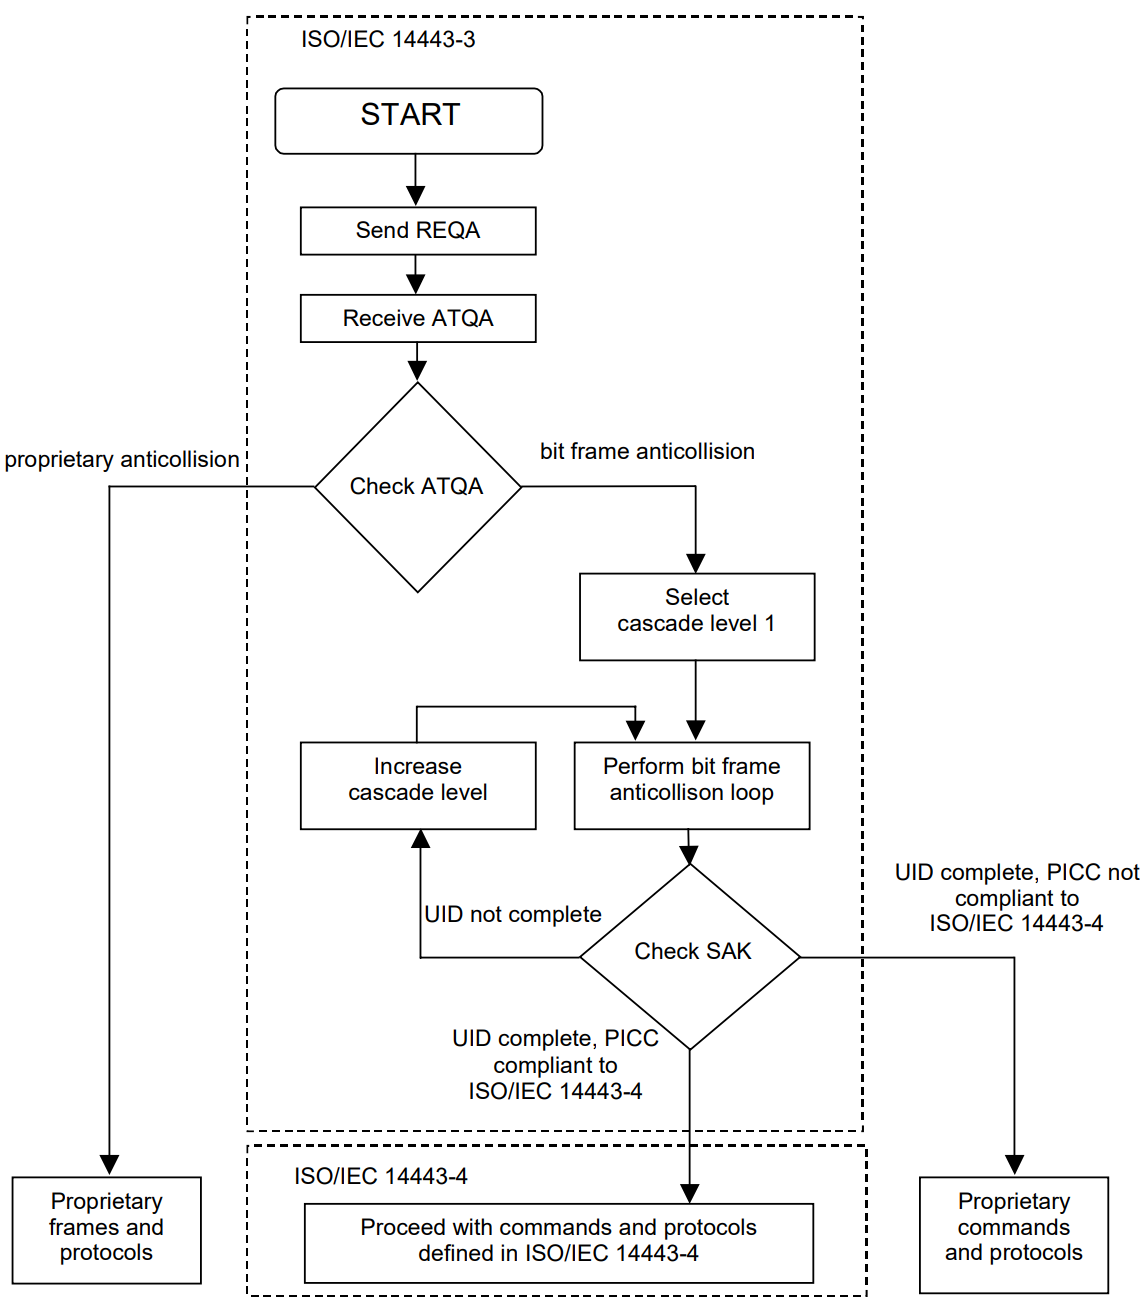 ISO/IEC 14443-3
START
Send REQA
Receive ATQA
proprietary anticollision
bit frame anticollision
Check ATQA
Select
cascade level 1
Increase
cascade level
Perform bit frame
anticollison loop
UID complete, PICC not
compliant to
ISO/IEC 14443-4
UID not complete
Check SAK
UID complete, PICC
compliant to
ISO/IEC 14443-4
ISO/IEC 14443-4
Proprietary
frames and
protocols
Proceed with commands and protocols
defined in ISO/IEC 14443-4
Proprietary
commands
and protocols